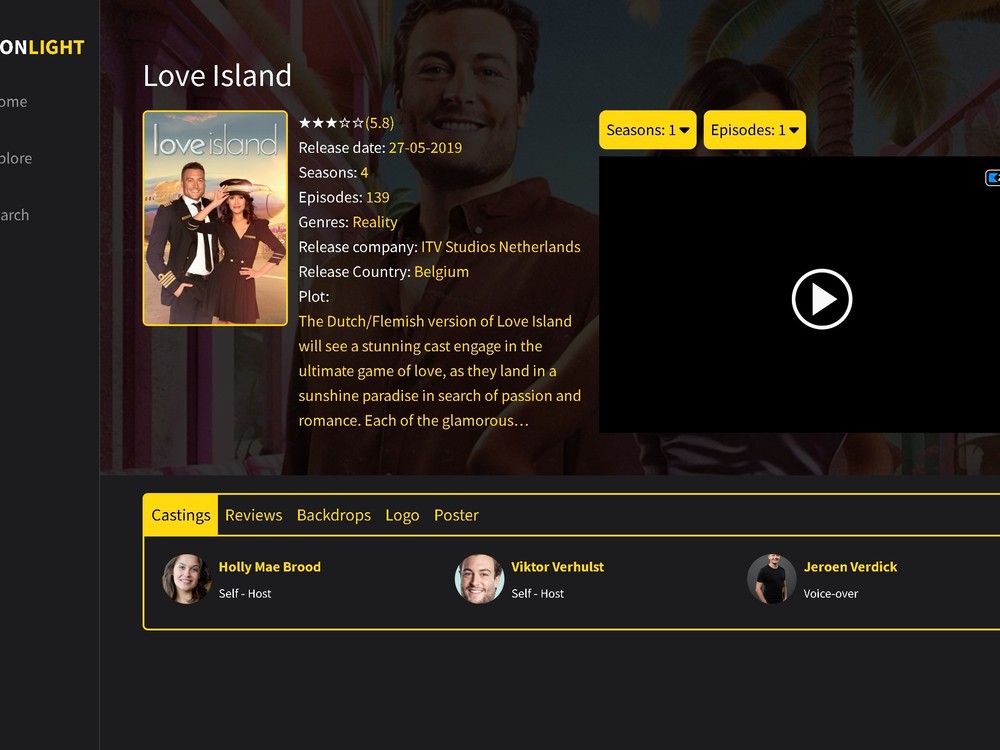 ONLIGHT
ome
plore
arch
Love Island
love island
★★★☆☆(5.8)
Release date: 27-05-2019
Seasons: 4
Episodes: 139
Genres: Reality
Release company: ITV Studios Netherlands
Release Country: Belgium
Plot:
The Dutch/Flemish version of Love Island
will see a stunning cast engage in the
ultimate game of love, as they land in a
sunshine paradise in search of passion and
romance. Each of the glamorous…
Seasons: 1
Episodes: 1
Castings Reviews Backdrops Logo Poster
Holly Mae Brood
Self - Host
Viktor Verhulst
Self - Host
Jeroen Verdick
Voice-over